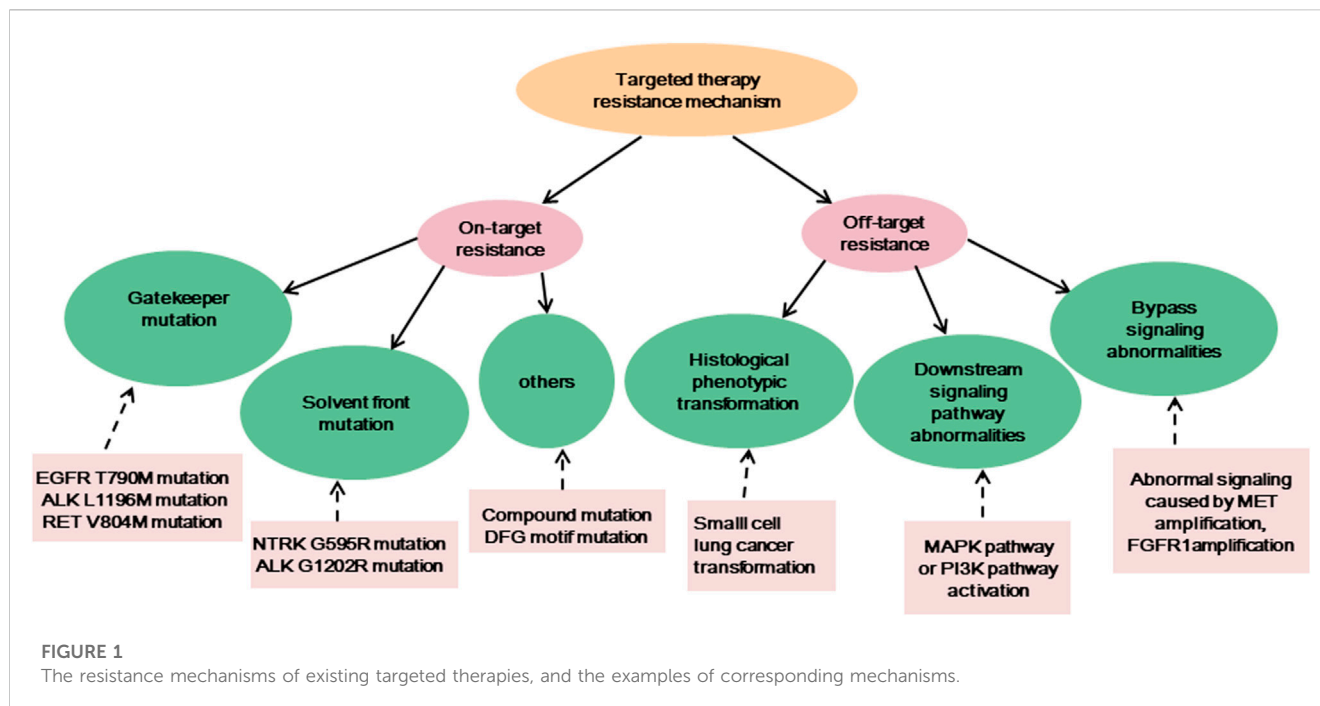 Targeted therapy
resistance mechanism
On-target
resistance
Off-target
resistance
Gatekeeper
mutation
Solvent front
mutation
others
Histological
phenotypic
transformation
Downstream
signaling
pathway
abnormalities
Bypass
signaling
abnormalities
EGFR T790M mutation
ALK L1196M mutation
RET V804M mutation
NTRK G595R mutation
ALK G1202R mutation
Compound mutation
DFG motif mutation
Smalll cell
lung cancer
transformation
MAPK pathway
or PI3K pathway
activation
Abnormal signaling
caused by MET
amplification,
FGFR1amplification
FIGURE 1
The resistance mechanisms of existing targeted therapies, and the examples of corresponding mechanisms.